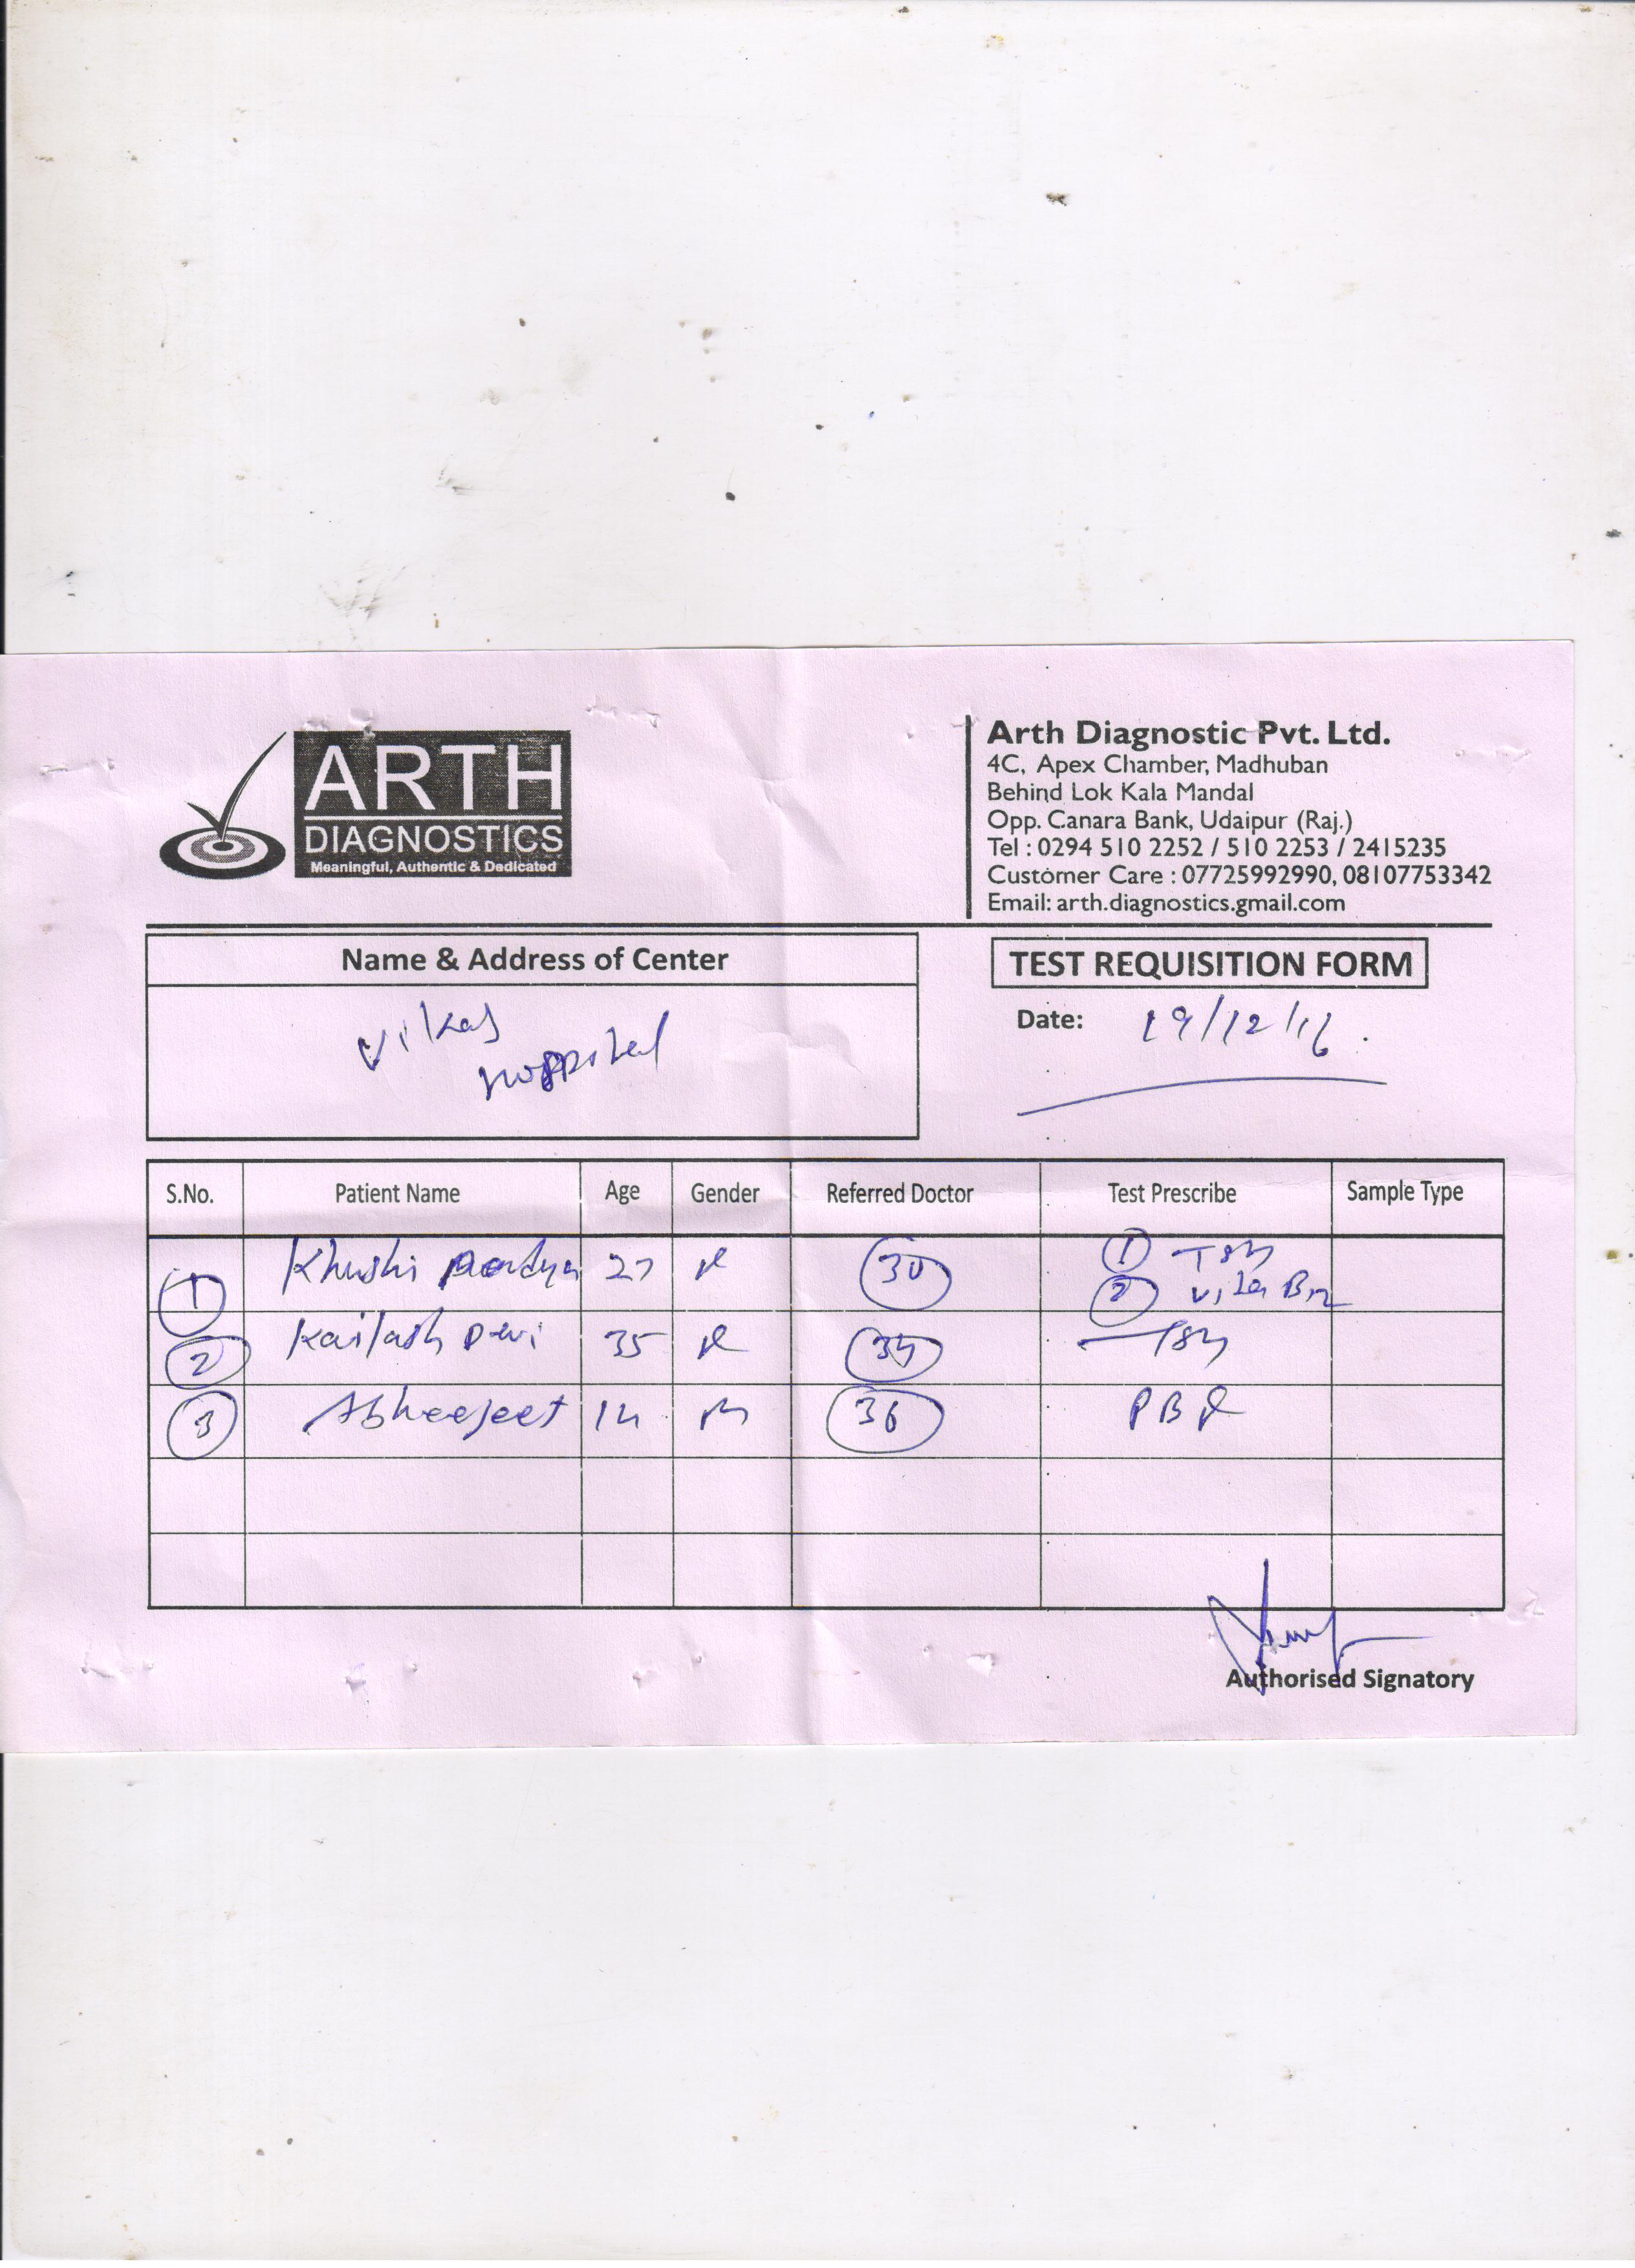 ARTH
DIAGNOSTICS
Meaningful, Authentic & Dedicated
Arth Diagnostic Pvt. Ltd.
4C, Apex Chamber, Madhuban
Behind Lok Kala Mandal
Opp. Canara Bank, Udaipur (Raj.)
Tel : 0294 510 2252 / 510 2253 / 2415235
Customer Care : 07725992990, 08107753342
Email: arth.diagnostics.gmail.com
Name & Address of Center
vikas
Hospital
TEST REQUISITION FORM
Date: 19/12/16.
S.No. Patient Name Age Gender Referred Doctor Test Prescribe Sample Type
1 Khushi 27 F 30 1 TSH
2 vita B12
2 Kailash Devi 35 F TSH
3 Abheejeet 14 M 36 PBF
Authorised Signatory